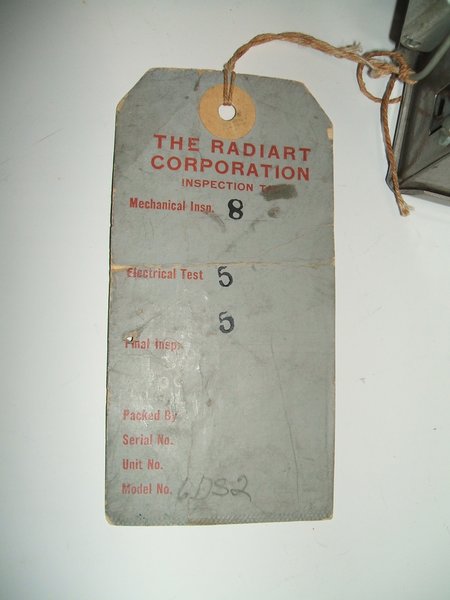 THE RADIART
CORPORATION
INSPECTION
Mechanical Insp. 8
Electrical Test 5
5
Final Insp.
Packed By
Serial No.
Unit No.
Model No. 6DS2